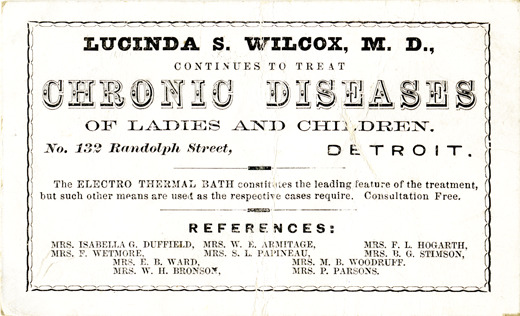 LUCINDA S. WILCOX, M. D.,
CONTINUES TO TREAT
CHRONIC DISEASES
OF LADIES AND CHILDREN.
No. 132 Randolph Street, DETROIT.
The ELECTRO THERMAL BATH constitutes the leading feature of the treatment,
but such other means are used as the respective cases require. Consultation Free.
REFERENCES:
MRS. ISABELLA G. DUFFIELD, MRS. W. E. ARMITAGE, MRS. F. L. HOGARTH,
MRS. F. WETMORE, MRS. S. L. PAPINEAU, MRS. B. G. STIMSON,
MRS. E. B. WARD, MRS. M. B. WOODRUFF.
MRS. W. H. BRONSON, MRS. P. PARSONS.